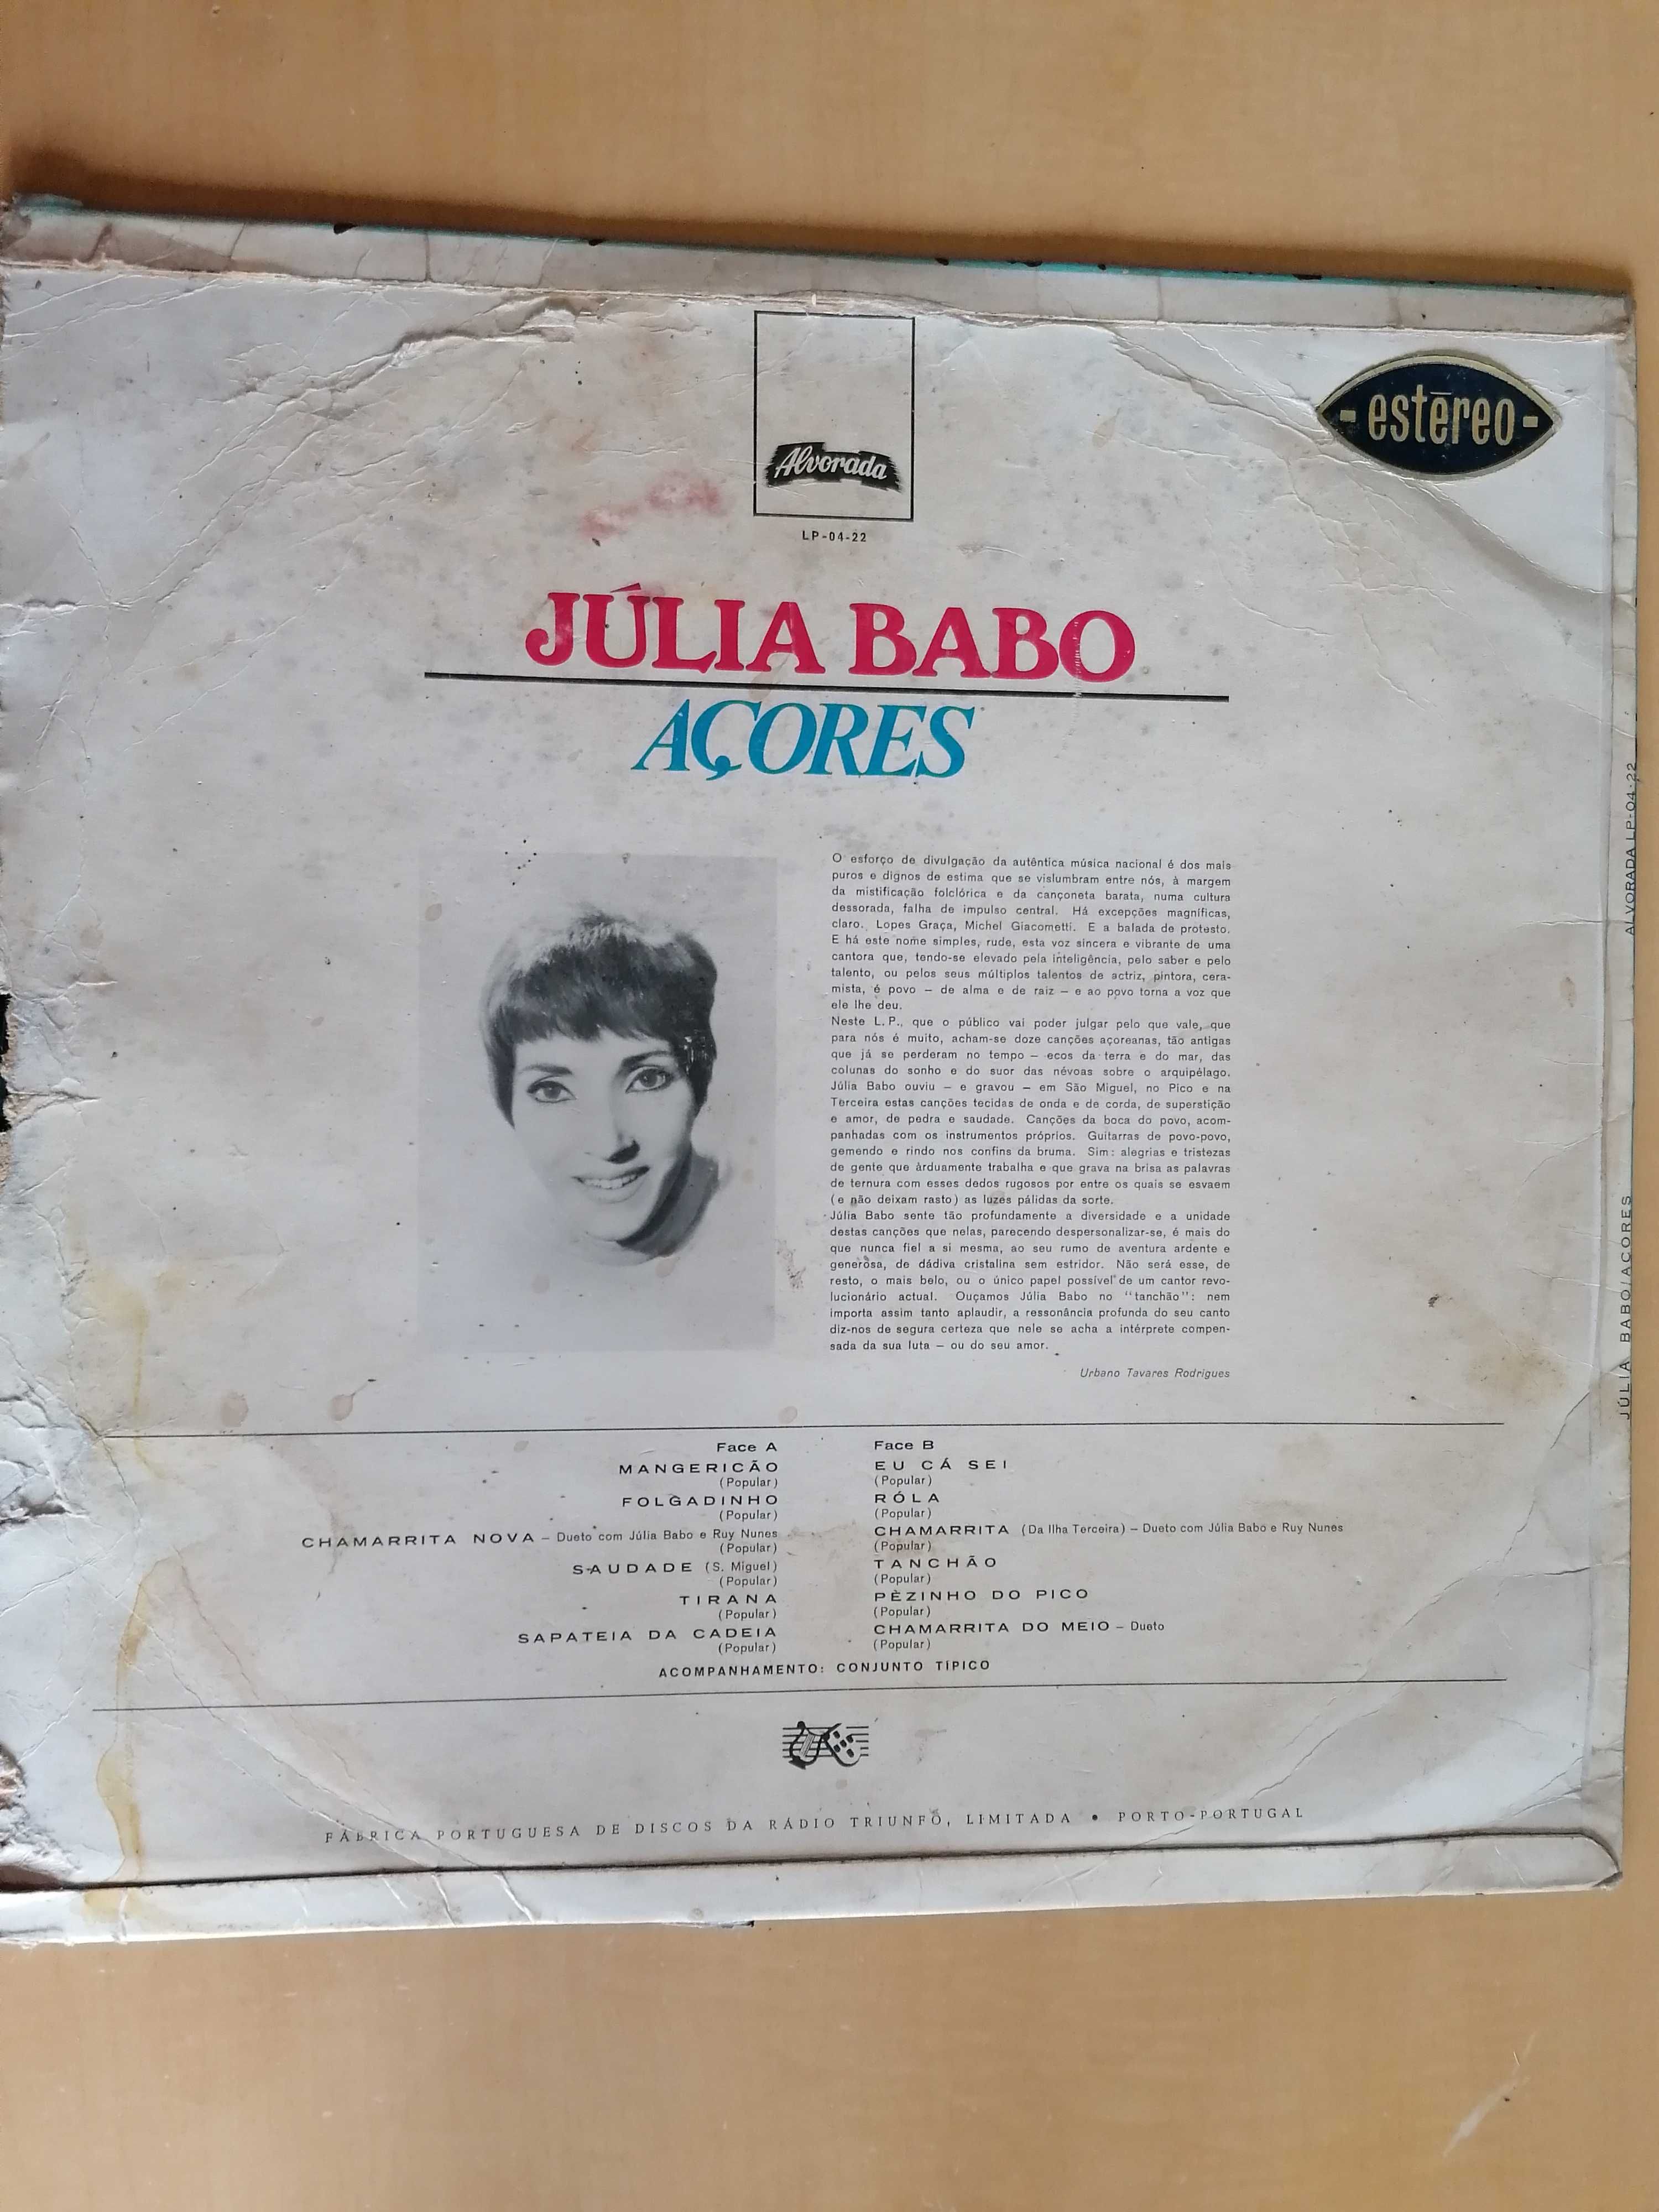 Alvorada
estéreo
LP-04-22
JÚLIA BABO
AÇORES
O esforço de divulgação da autêntica música nacional é dos mais
puros e dignos de estima que se vislumbram entre nós, à margem
da mistificação folclórica e da cançoneta barata, numa cultura
dessorada, falha de impulso central. Há excepções magníficas,
claro. Lopes Graça, Michel Giacometti. E a balada de protesto.
E há este nome simples, rude, esta voz sincera e vibrante de uma
cantora que, tendo-se elevado pela inteligência, pelo saber e pelo
talento, ou pelos seus múltiplos talentos de actriz, pintora, cera-
mista, é povo — de alma e de raiz — e ao povo torna a voz que
ele lhe deu.
Neste L.P., que o público vai poder julgar pelo que vale, que
para nós é muito, acham-se doze canções açoreanas, tão antigas
que já se perderam no tempo — ecos da terra e do mar, das
colunas do sonho e do suor das névoas sobre o arquipélago.
Júlia Babo ouviu — e gravou — em São Miguel, no Pico e na
Terceira estas canções tecidas de onda e de corda, de superstição
e amor, de pedra e saudade. Canções da boca do povo, acom-
panhadas com os instrumentos próprios. Guitarras de povo-povo,
gemendo e rindo nos confins da bruma. Sim: alegrias e tristezas
de gente que àrduamente trabalha e que grava na brisa as palavras
de ternura com esses dedos rugosos por entre os quais se esvaem
(e não deixam rasto) as luzes pálidas da sorte.
Júlia Babo sente tão profundamente a diversidade e a unidade
destas canções que nelas, parecendo despersonalizar-se, é mais do
que nunca fiel a si mesma, ao seu rumo de aventura ardente e
generosa, de dádiva cristalina sem estridor. Não será esse, de
resto, o mais belo, ou o único papel possível de um cantor revo-
lucionário actual. Ouçamos Júlia Babo no "tanchão": nem
importa assim tanto aplaudir, a ressonância profunda do seu canto
diz-nos de segura certeza que nele se acha a intérprete compen-
sada da sua luta — ou do seu amor.
Urbano Tavares Rodrigues
Face A
MANGERICÃO
(Popular)
FOLGADINHO
(Popular)
CHAMARRITA NOVA – Dueto com Júlia Babo e Ruy Nunes
(Popular)
SAUDADE (S. Miguel)
(Popular)
TIRANA
(Popular)
SAPATEIA DA CADEIA
(Popular)
Face B
EU CÁ SEI
(Popular)
RÓLA
(Popular)
CHAMARRITA (Da Ilha Terceira) – Dueto com Júlia Babo e Ruy Nunes
(Popular)
TANCHÃO
(Popular)
PÈZINHO DO PICO
(Popular)
CHAMARRITA DO MEIO – Dueto
(Popular)
ACOMPANHAMENTO: CONJUNTO TÍPICO
FÁBRICA PORTUGUESA DE DISCOS DA RÁDIO TRIUNFO, LIMITADA • PORTO-PORTUGAL
JÚLIA BABO/AÇORES
ALVORADA LP-04-22